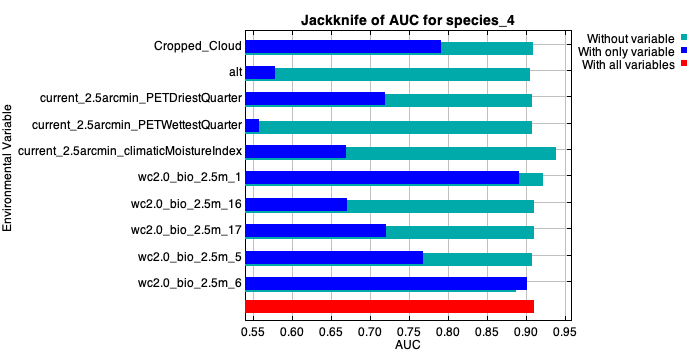 Jackknife of AUC for species_4
Without variable
With only variable
With all variables
Environmental Variable
Cropped_Cloud
alt
current_2.5arcmin_PETDriestQuarter
current_2.5arcmin_PETWettestQuarter
current_2.5arcmin_climaticMoistureIndex
wc2.0_bio_2.5m_1
wc2.0_bio_2.5m_16
wc2.0_bio_2.5m_17
wc2.0_bio_2.5m_5
wc2.0_bio_2.5m_6
0.55 0.60 0.65 0.70 0.75 0.80 0.85 0.90 0.95
AUC